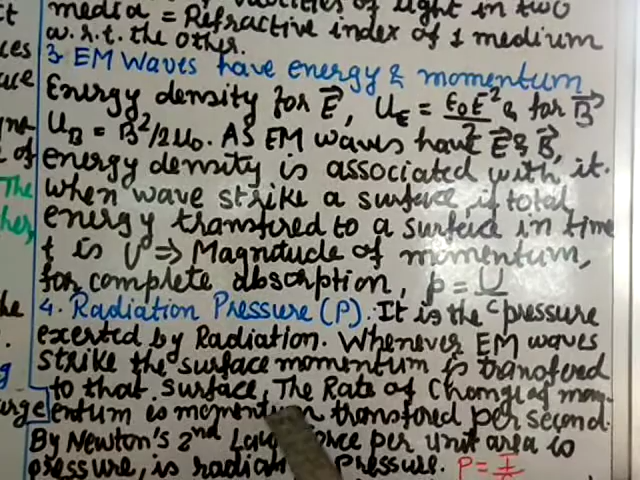 media = Refractive index of 1 medium
w.r.t. the other.
3. EM Waves have energy & momentum
Energy density for E⃗, U_E = ε₀E²/2 & for B⃗
U_B = B²/2μ₀. AS EM waves have E⃗ & B⃗,
energy density is associated with it.
when wave strike a surface, if total
energy transfered to a surface in time
t is U ⇒ Magnitude of momentum,
for complete absorption, p = U/c
4. Radiation Pressure (P). It is the pressure
exerted by Radiation. Whenever EM waves
strike the surface momentum is transfered
to that surface. The Rate of Change of mom-
entum is momentum transfered per second.
By Newton's 2nd Law per unit area is
pressure, is Pressure. P = I